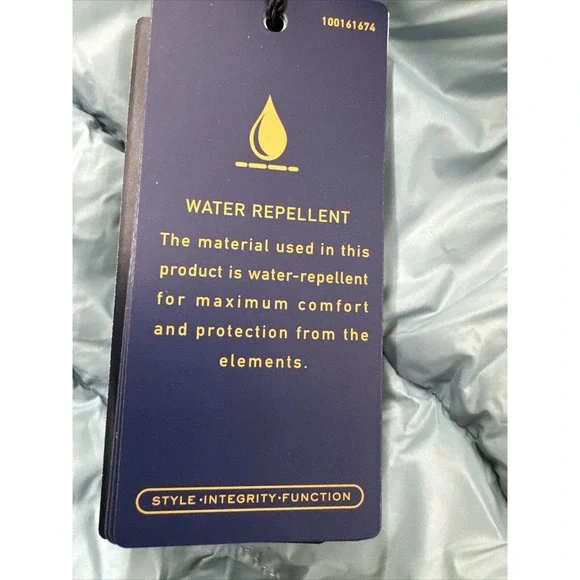 100161674
WATER REPELLENT
The material used in this
product is water-repellent
for maximum comfort
and protection from the
elements.
STYLE•INTEGRITY•FUNCTION